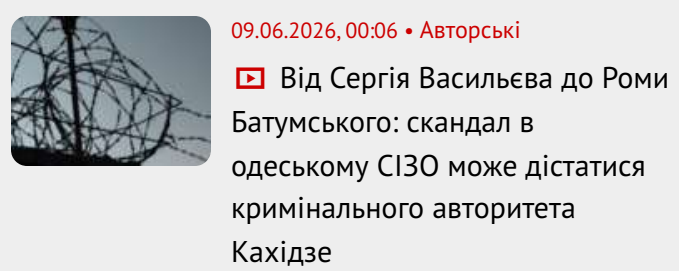 09.06.2026, 00:06 • Авторські
Від Сергія Васильєва до Роми
Батумського: скандал в
одеському СІЗО може дістатися
кримінального авторитета
Кахідзе